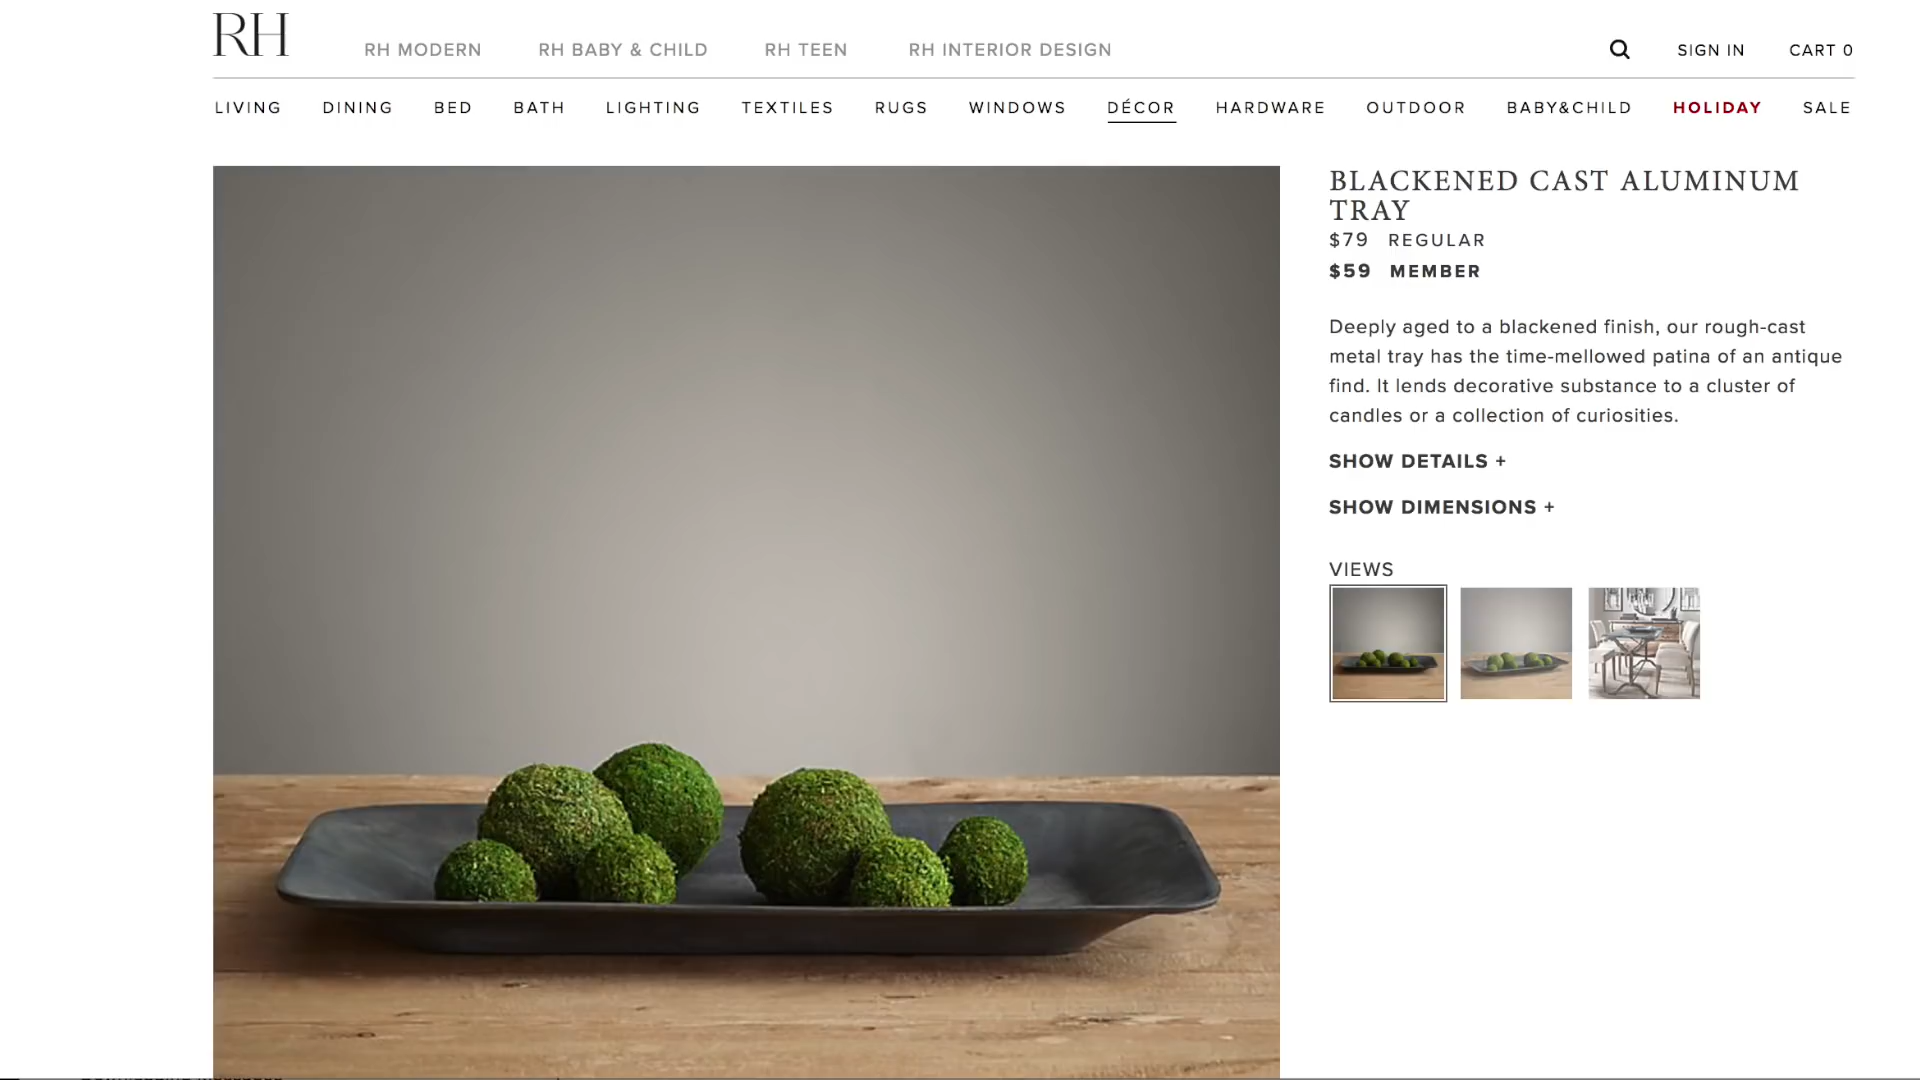 RH
RH MODERN
RH BABY & CHILD
RH TEEN
RH INTERIOR DESIGN
SIGN IN
CART 0
LIVING
DINING
BED
BATH
LIGHTING
TEXTILES
RUGS
WINDOWS
DÉCOR
HARDWARE
OUTDOOR
BABY&CHILD
HOLIDAY
SALE
BLACKENED CAST ALUMINUM
TRAY
$79 REGULAR
$59 MEMBER
Deeply aged to a blackened finish, our rough-cast
metal tray has the time-mellowed patina of an antique
find. It lends decorative substance to a cluster of
candles or a collection of curiosities.
SHOW DETAILS +
SHOW DIMENSIONS +
VIEWS